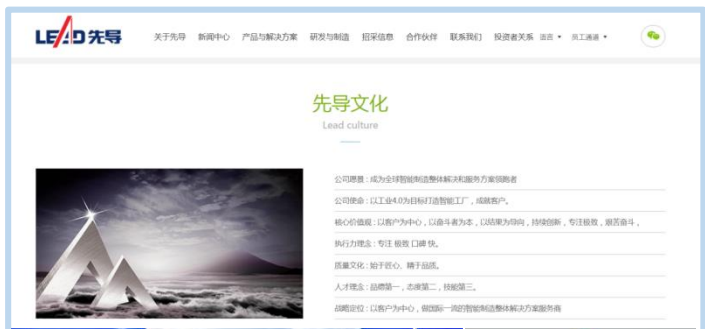 LEAD 先导
关于先导 新闻中心 产品与解决方案 研发与制造 招采信息 合作伙伴 联系我们 投资者关系 语言 员工通道
先导文化
Lead culture
公司愿景：成为全球智能制造整体解决和服务方案领跑者
公司使命：以工业4.0为目标打造智能工厂，成就客户。
核心价值观：以客户为中心，以奋斗者为本，以结果为导向，持续创新，专注极致，艰苦奋斗，
执行力理念：专注 极致 口碑 快。
质量文化：始于匠心，精于品质。
人才理念：品德第一，态度第二，技能第三。
战略定位：以客户为中心，做国际一流的智能制造整体解决方案服务商